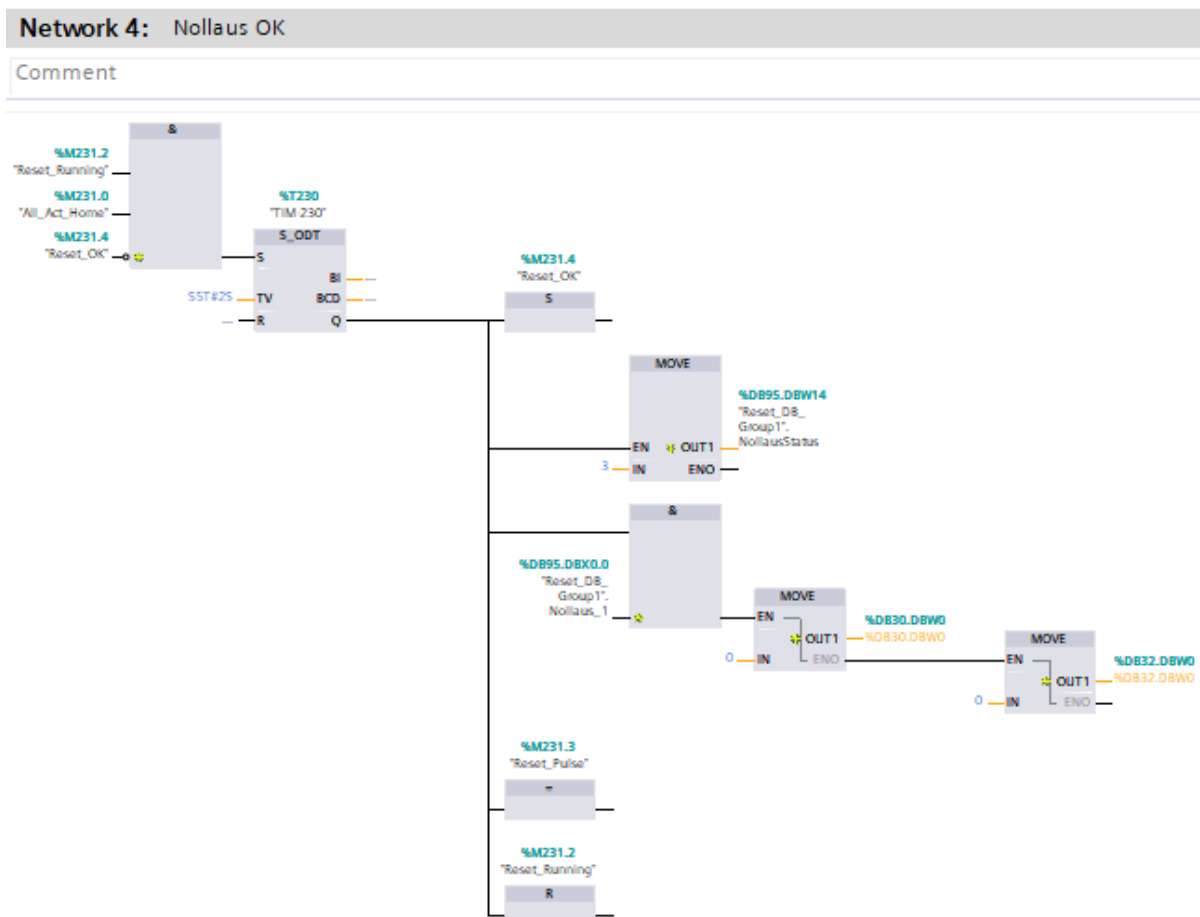 Network 4: Nollaus OK
Comment
&
%M231.2
"Reset_Running"
%M231.0
"All_Act_Home"
%M231.4
"Reset_OK"
%T230
"TIM 230"
S_ODT
S
BI
S5T#2S
TV
BCD
R
Q
%M231.4
"Reset_OK"
S
MOVE
%DB95.DBW14
"Reset_DB_
Group1".
NollausStatus
EN
OUT1
3
IN
ENO
&
%DB95.DBX0.0
"Reset_DB_
Group1".
Nollaus_1
MOVE
EN
OUT1
%DB30.DBW0
%DB30.DBW0
0
IN
ENO
MOVE
EN
OUT1
%DB32.DBW0
%DB32.DBW0
0
IN
ENO
%M231.3
"Reset_Pulse"
=
%M231.2
"Reset_Running"
R